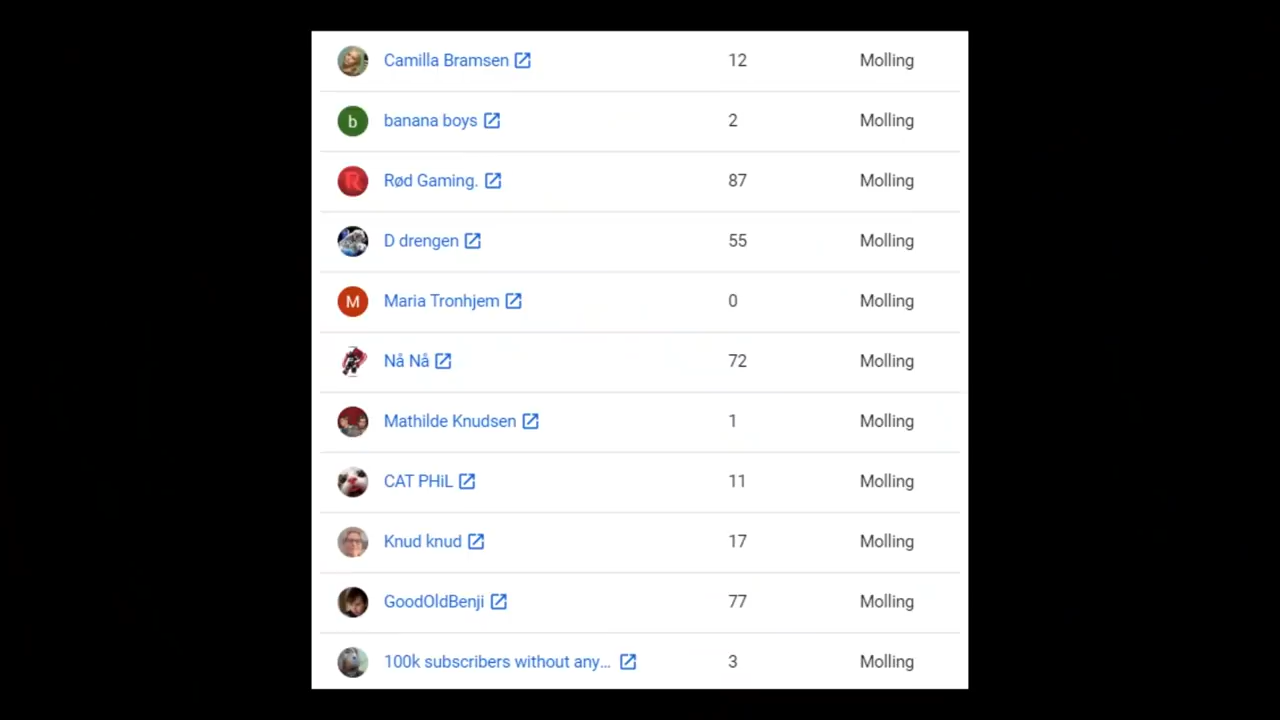 Camilla Bramsen 12 Molling
b banana boys 2 Molling
R Rød Gaming. 87 Molling
D drengen 55 Molling
M Maria Tronhjem 0 Molling
Nå Nå 72 Molling
Mathilde Knudsen 1 Molling
CAT PHiL 11 Molling
Knud knud 17 Molling
GoodOldBenji 77 Molling
100k subscribers without any... 3 Molling